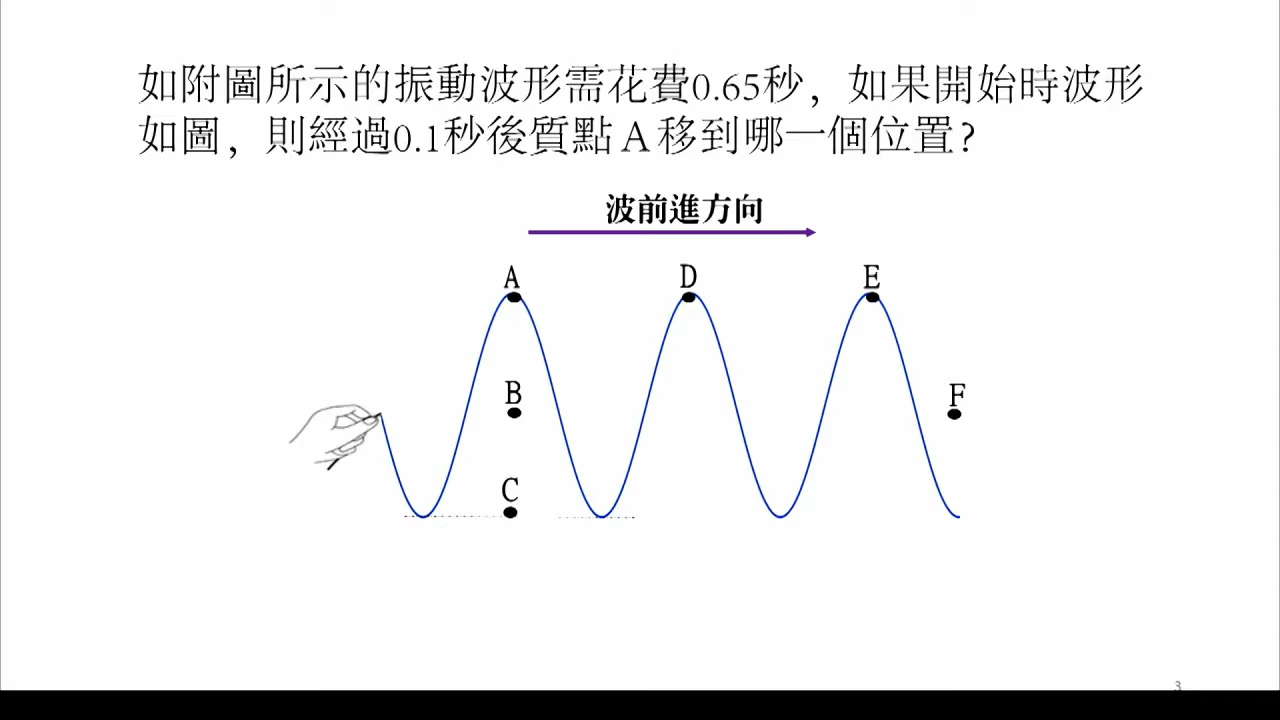 如附圖所示的振動波形需花費0.65秒，如果開始時波形
如圖，則經過0.1秒後質點A移到哪一個位置?
波前進方向
A D E
B F
C
3